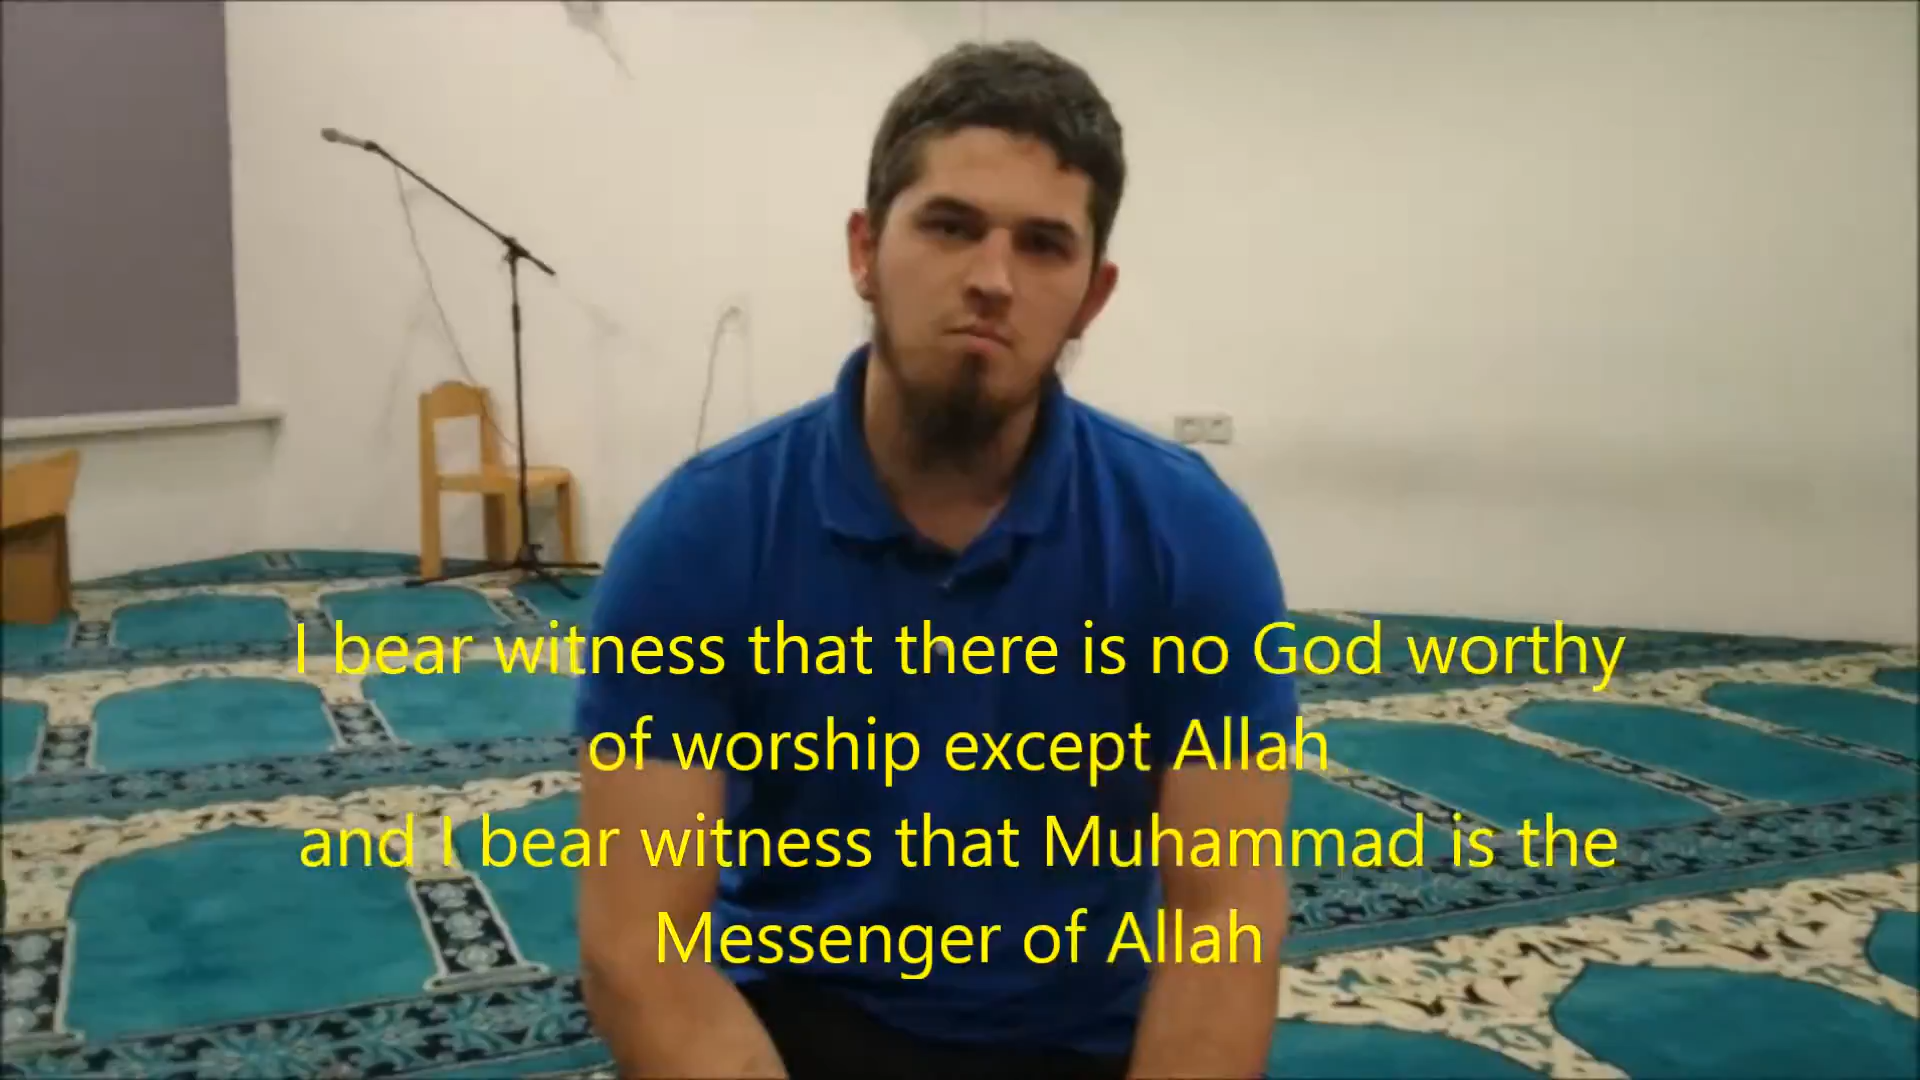 I bear witness that there is no God worthy
of worship except Allah
and I bear witness that Muhammad is the
Messenger of Allah